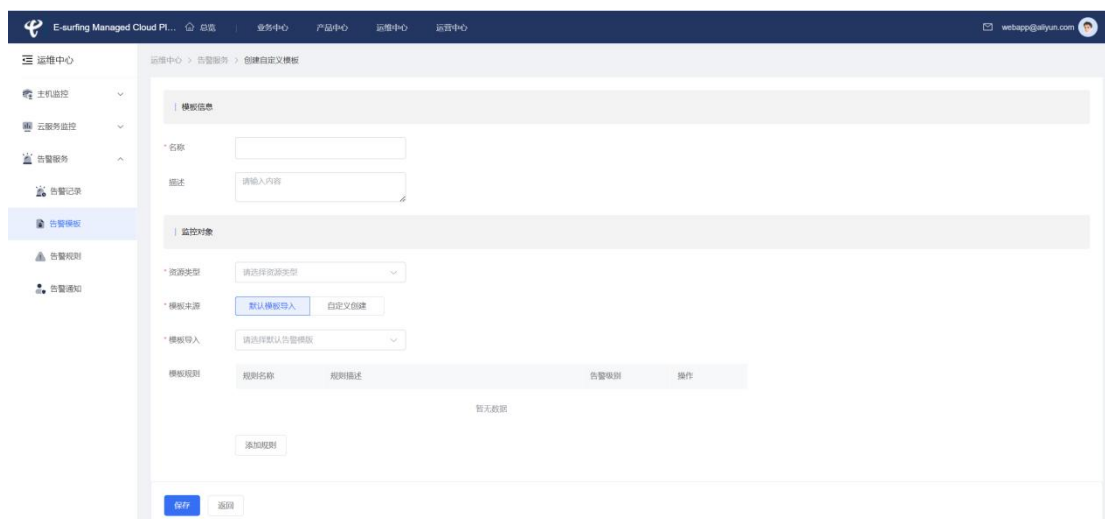 E-surfing Managed Cloud Pl... 总览 业务中心 产品中心 运维中心 运营中心 webapp@aliyun.com
运维中心
运维中心 > 告警服务 > 创建自定义模板
主机监控
云服务监控
告警服务
告警记录
告警模板
告警规则
告警通知
模板信息
* 名称
描述 请输入内容
监控对象
* 资源类型 请选择资源类型
* 模板来源 默认模板导入 自定义创建
* 模板导入 请选择默认告警模版
模板规则 规则名称 规则描述 告警级别 操作
暂无数据
添加规则
保存 返回